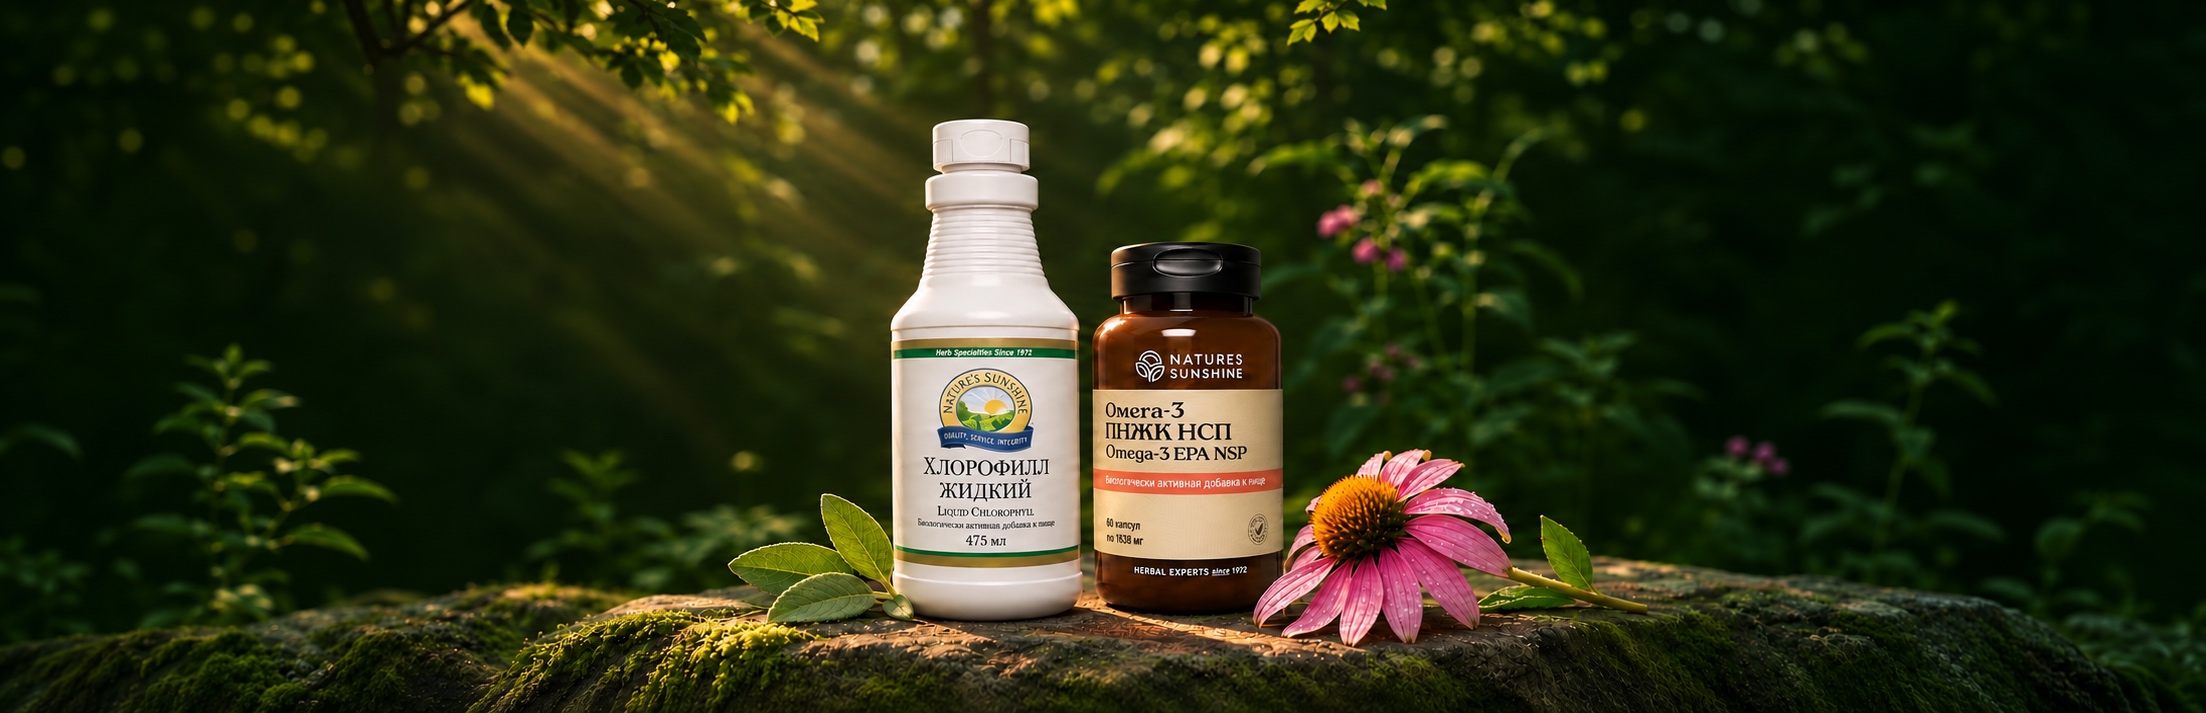 Herb Specialties Since 1972
NATURE'S SUNSHINE
QUALITY, SERVICE, INTEGRITY
ХЛОРОФИЛЛ
ЖИДКИЙ
LIQUID CHLOROPHYLL
Биологически активная добавка к пище
475 мл
NATURES
SUNSHINE
Омега-3
ПНЖК НСП
Omega-3 EPA NSP
Биологически активная добавка к пище
60 капсул
по 1638 мг
HERBAL EXPERTS since 1972